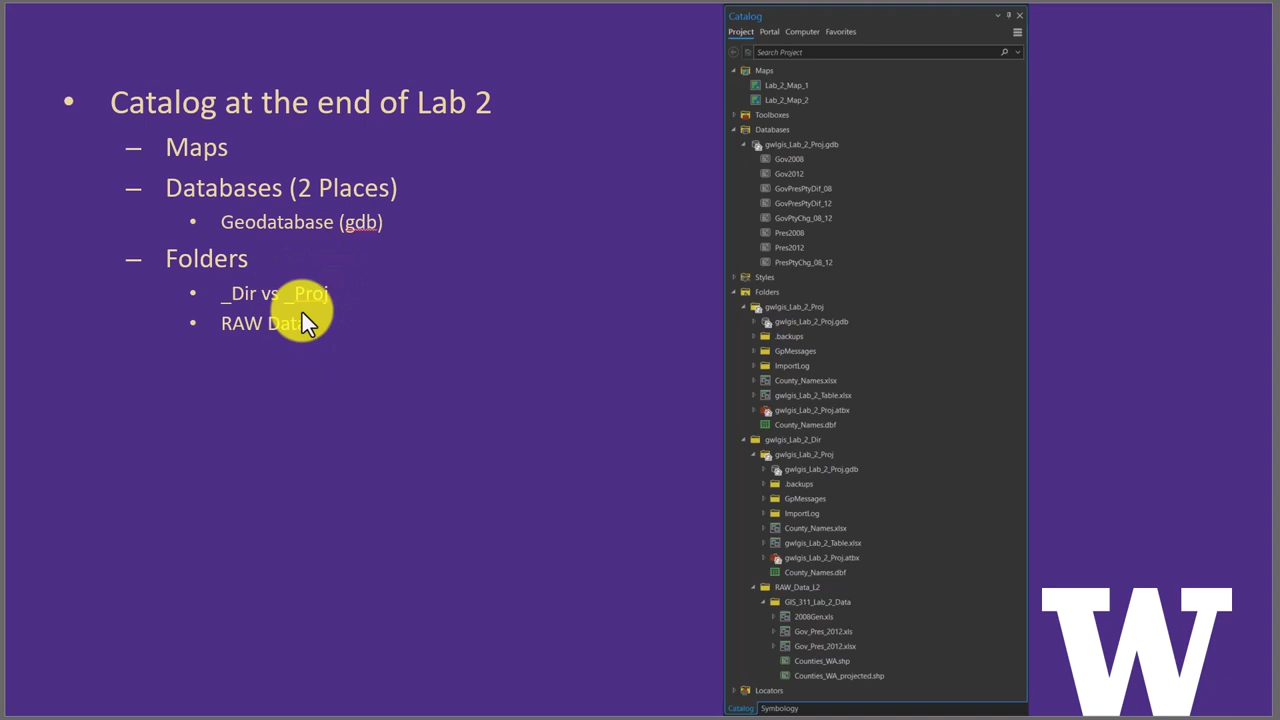 • Catalog at the end of Lab 2
– Maps
– Databases (2 Places)
• Geodatabase (gdb)
– Folders
• _Dir vs _Proj
• RAW Data
Catalog
Project Portal Computer Favorites
Search Project
Maps
Lab_2_Map_1
Lab_2_Map_2
Toolboxes
Databases
gwlgis_Lab_2_Proj.gdb
Gov2008
Gov2012
GovPresPtyDif_08
GovPresPtyDif_12
GovPtyChg_08_12
Pres2008
Pres2012
PresPtyChg_08_12
Styles
Folders
gwlgis_Lab_2_Proj
gwlgis_Lab_2_Proj.gdb
.backups
GpMessages
ImportLog
County_Names.xlsx
gwlgis_Lab_2_Table.xlsx
gwlgis_Lab_2_Proj.atbx
County_Names.dbf
gwlgis_Lab_2_Dir
gwlgis_Lab_2_Proj
gwlgis_Lab_2_Proj.gdb
.backups
GpMessages
ImportLog
County_Names.xlsx
gwlgis_Lab_2_Table.xlsx
gwlgis_Lab_2_Proj.atbx
County_Names.dbf
RAW_Data_L2
GIS_311_Lab_2_Data
2008Gen.xls
Gov_Pres_2012.xls
Gov_Pres_2012.xlsx
Counties_WA.shp
Counties_WA_projected.shp
Locators
Catalog Symbology
W